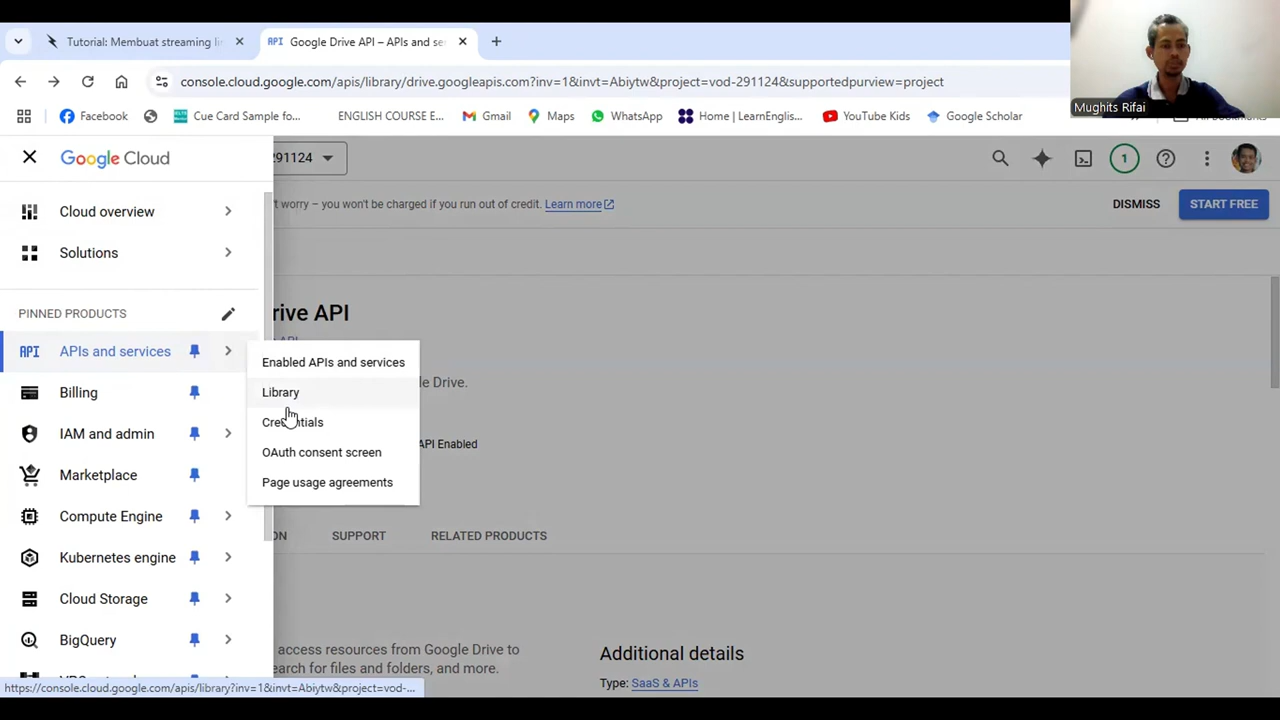 Tutorial: Membuat streaming li
API Google Drive API – APIs and se
console.cloud.google.com/apis/library/drive.googleapis.com?inv=1&invt=Abiytw&project=vod-291124&supportedpurview=project
Mughits Rifai
Facebook
Cue Card Sample fo
ENGLISH COURSE E
Gmail
Maps
WhatsApp
Home | LearnEnglis...
YouTube Kids
Google Scholar
Google Cloud
291124
1
Cloud overview
't worry – you won't be charged if you run out of credit. Learn more
DISMISS
START FREE
Solutions
PINNED PRODUCTS
rive API
API APIs and services
Enabled APIs and services
Library
gle Drive.
Billing
Credentials
IAM and admin
API Enabled
OAuth consent screen
Marketplace
Page usage agreements
Compute Engine
ON
SUPPORT
RELATED PRODUCTS
Kubernetes engine
Cloud Storage
BigQuery
access resources from Google Drive to
earch for files and folders, and more.
Additional details
Type: SaaS & APIs
https://console.cloud.google.com/apis/library?inv=1&invt=Abiytw&project=vod-...